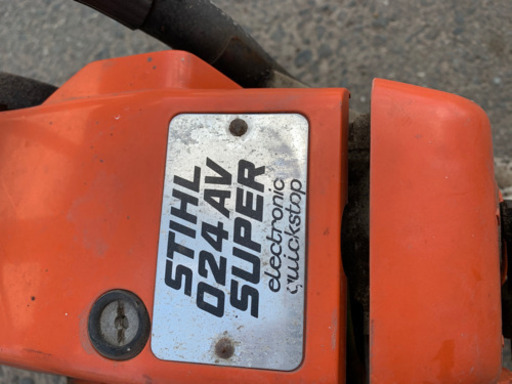 STIHL
024 AV
SUPER
electronic
quickstop